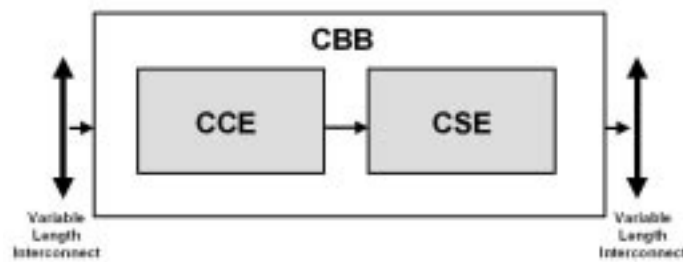 CBB
CCE
CSE
Variable
Length
Interconnect
Variable
Length
Interconnect